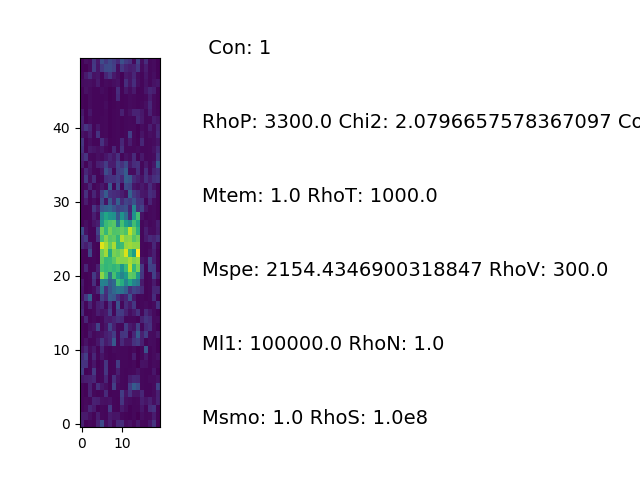 Con: 1
RhoP: 3300.0 Chi2: 2.0796657578367097 Co
Mtem: 1.0 RhoT: 1000.0
Mspe: 2154.4346900318847 RhoV: 300.0
Ml1: 100000.0 RhoN: 1.0
Msmo: 1.0 RhoS: 1.0e8
40
30
20
10
0
0 10